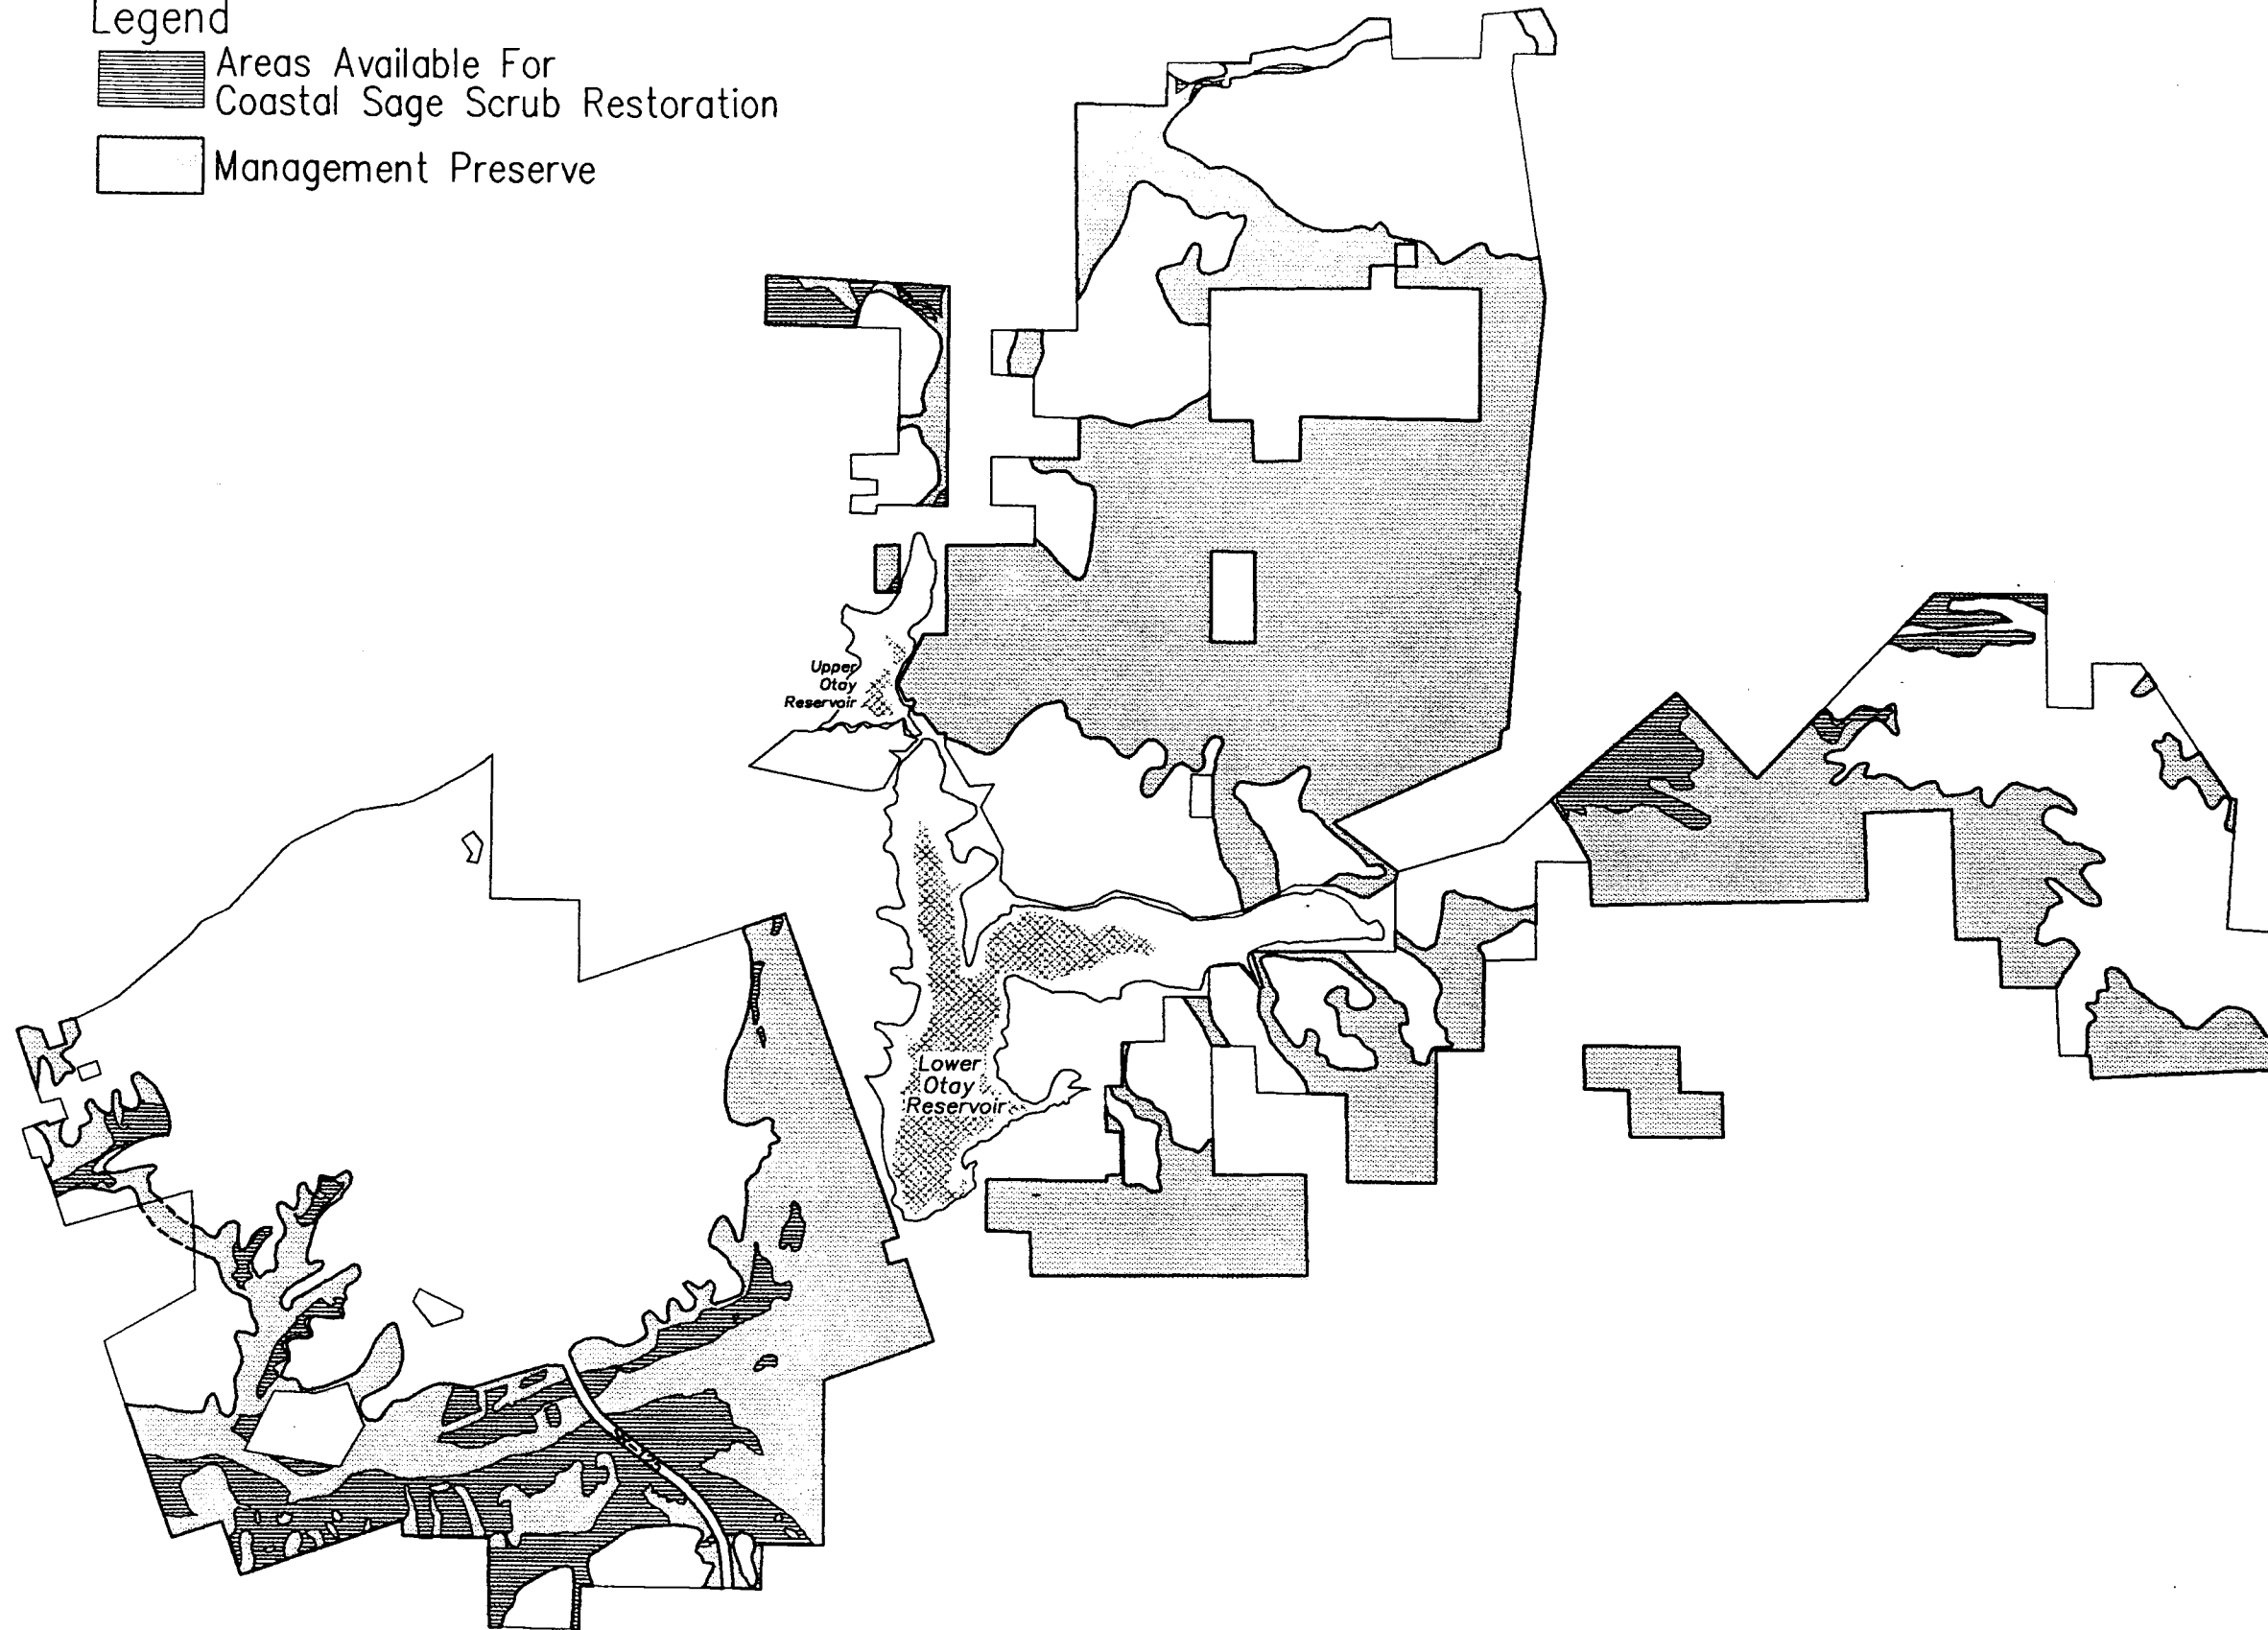 Legend
Areas Available For
Coastal Sage Scrub Restoration
Management Preserve
Upper
Otay
Reservoir
Lower
Otay
Reservoir